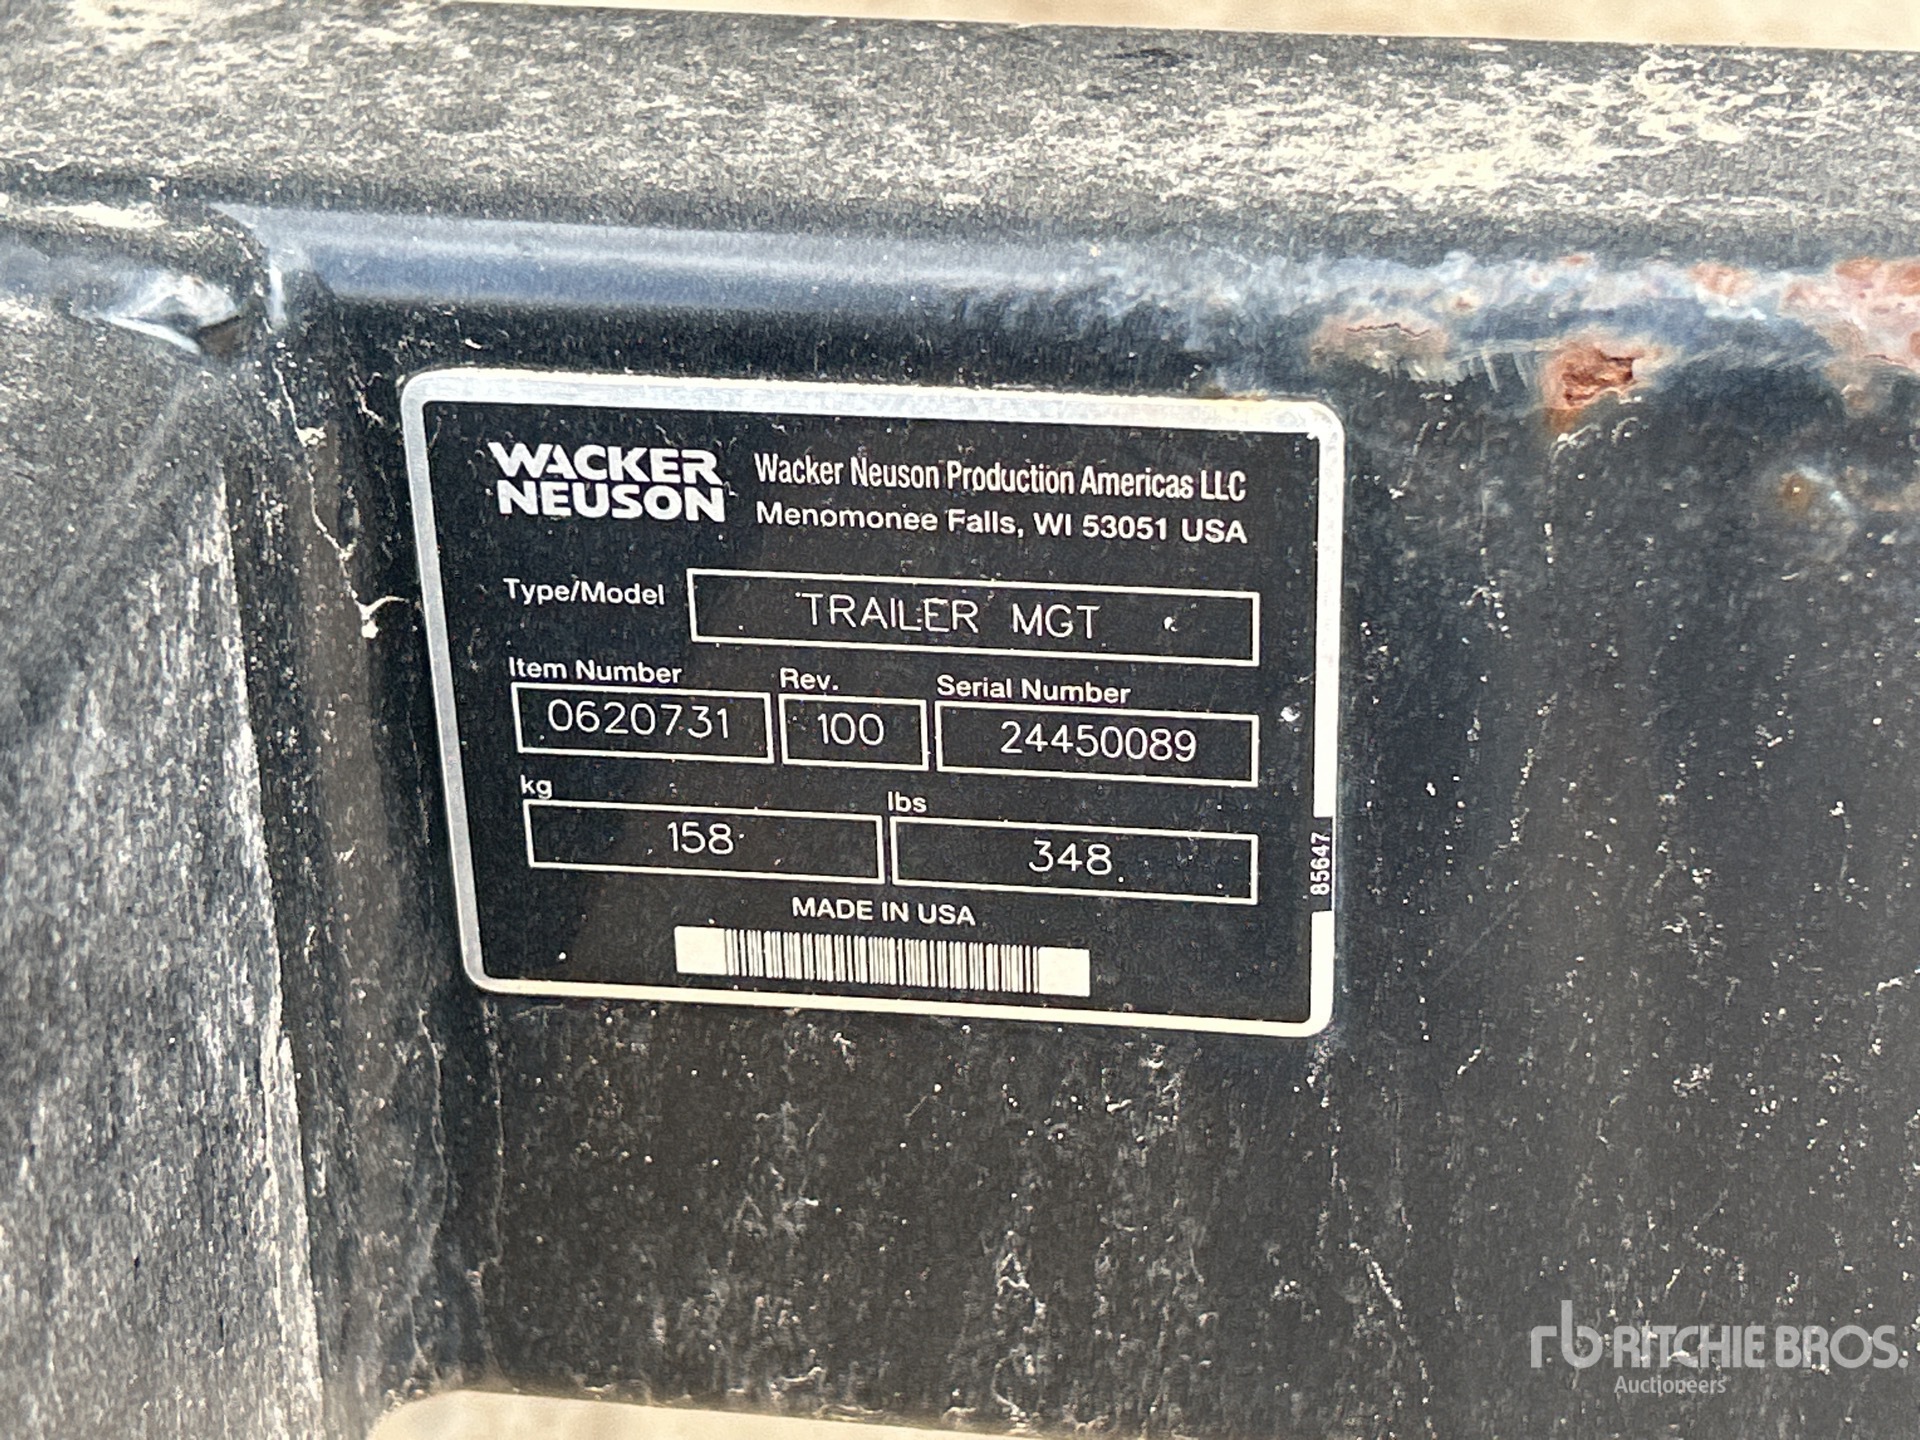 WACKER NEUSON
Wacker Neuson Production Americas LLC
Menomonee Falls, WI 53051 USA
Type/Model TRAILER MGT
Item Number Rev. Serial Number
0620731 100 24450089
kg lbs
158 348
85647
MADE IN USA
rb RITCHIE BROS.
Auctioneers